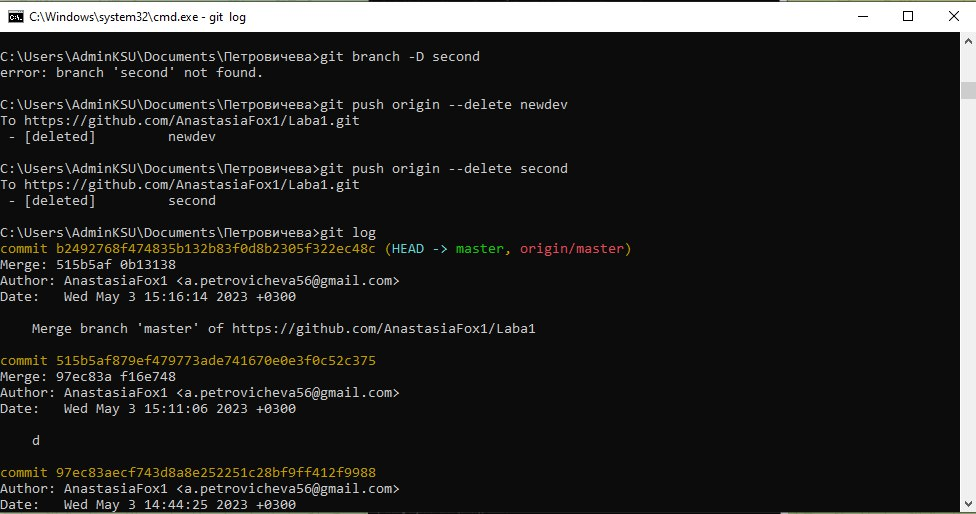 C:\Windows\system32\cmd.exe - git  log
C:\Users\AdminKSU\Documents\Петровичева>git branch -D second
error: branch 'second' not found.
C:\Users\AdminKSU\Documents\Петровичева>git push origin --delete newdev
To https://github.com/AnastasiaFox1/Laba1.git
 - [deleted]         newdev
C:\Users\AdminKSU\Documents\Петровичева>git push origin --delete second
To https://github.com/AnastasiaFox1/Laba1.git
 - [deleted]         second
C:\Users\AdminKSU\Documents\Петровичева>git log
commit b2492768f474835b132b83f0d8b2305f322ec48c (HEAD -> master, origin/master)
Merge: 515b5af 0b13138
Author: AnastasiaFox1 <a.petrovicheva56@gmail.com>
Date:   Wed May 3 15:16:14 2023 +0300
    Merge branch 'master' of https://github.com/AnastasiaFox1/Laba1
commit 515b5af879ef479773ade741670e0e3f0c52c375
Merge: 97ec83a f16e748
Author: AnastasiaFox1 <a.petrovicheva56@gmail.com>
Date:   Wed May 3 15:11:06 2023 +0300
    d
commit 97ec83aecf743d8a8e252251c28bf9ff412f9988
Author: AnastasiaFox1 <a.petrovicheva56@gmail.com>
Date:   Wed May 3 14:44:25 2023 +0300